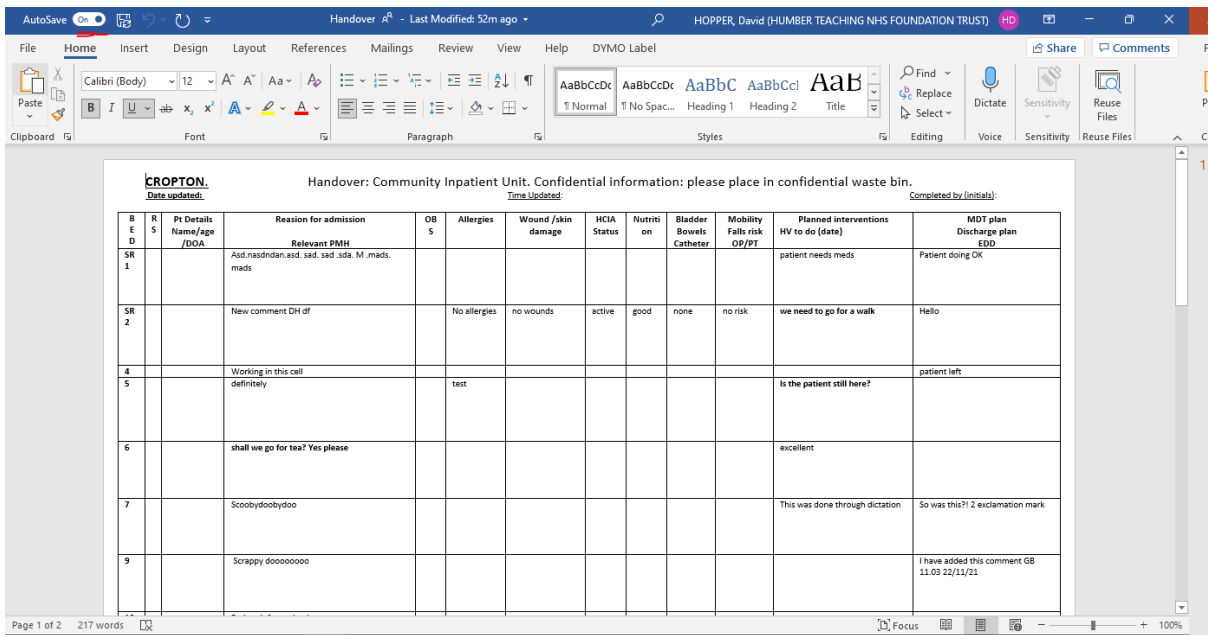 AutoSave On Handover - Last Modified: 52m ago HOPPER, David (HUMBER TEACHING NHS FOUNDATION TRUST) HD
File Home Insert Design Layout References Mailings Review View Help DYMO Label Share Comments
Calibri (Body) 12 A^ Aˇ Aa A
B I U ab x₂ x² A A
Paste
AaBbCcDc AaBbCcDc AaBbC AaBbCcl AaB
¶ Normal ¶ No Spac... Heading 1 Heading 2 Title
Find
Replace
Select
Dictate Sensitivity Reuse Files
Clipboard Font Paragraph Styles Editing Voice Sensitivity Reuse Files
CROPTON. Handover: Community Inpatient Unit. Confidential information: please place in confidential waste bin.
Date updated: Time Updated: Completed by (initials):
BED RS Pt Details Name/age /DOA Reasion for admission Relevant PMH OBS Allergies Wound /skin damage HCIA Status Nutrition Bladder Bowels Catheter Mobility Falls risk OP/PT Planned interventions HV to do (date) MDT plan Discharge plan EDD
SR 1 Asd.nasdndan.asd. sad. sad .sda. M .mads. mads patient needs meds Patient doing OK
SR 2 New comment DH df No allergies no wounds active good none no risk we need to go for a walk Hello
4 Working in this cell patient left
5 definitely test Is the patient still here?
6 shall we go for tea? Yes please excellent
7 Scoobydoobydoo This was done through dictation So was this?! 2 exclamation mark
9 Scrappy doooooooo I have added this comment GB
11.03 22/11/21
Page 1 of 2 217 words Focus 100%